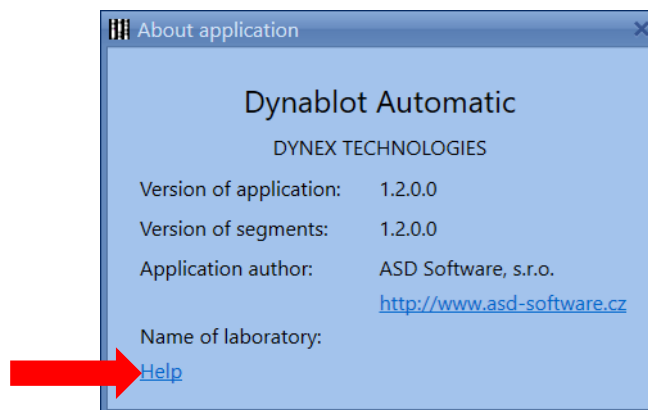 About application
Dynablot Automatic
DYNEX TECHNOLOGIES
Version of application: 1.2.0.0
Version of segments: 1.2.0.0
Application author: ASD Software, s.r.o.
http://www.asd-software.cz
Name of laboratory:
Help